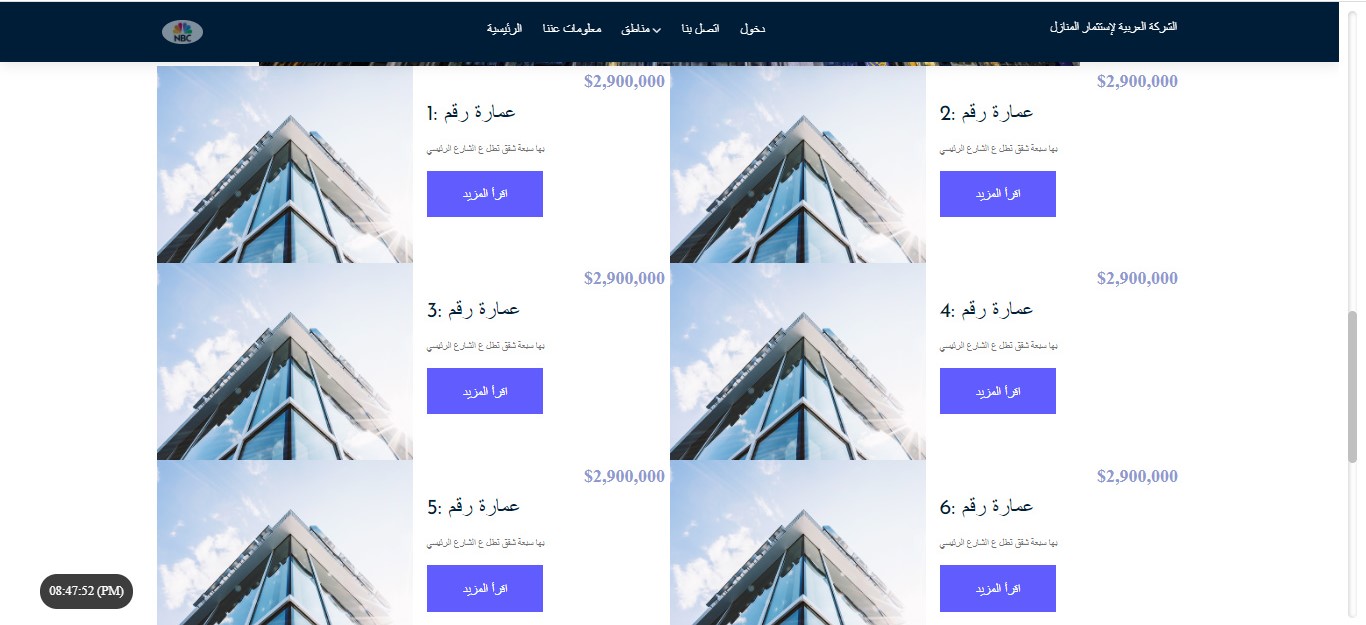 الشركة العربية لإستثمار المنازل
دخول
اتصل بنا
مناطق
معلومات عننا
الرئيسية
NBC
$2,900,000
عمارة رقم :1
بها سبعة شقق تطل ع الشارع الرئيسي
اقرأ المزيد
$2,900,000
عمارة رقم :2
بها سبعة شقق تطل ع الشارع الرئيسي
اقرأ المزيد
$2,900,000
عمارة رقم :3
بها سبعة شقق تطل ع الشارع الرئيسي
اقرأ المزيد
$2,900,000
عمارة رقم :4
بها سبعة شقق تطل ع الشارع الرئيسي
اقرأ المزيد
$2,900,000
عمارة رقم :5
بها سبعة شقق تطل ع الشارع الرئيسي
اقرأ المزيد
$2,900,000
عمارة رقم :6
بها سبعة شقق تطل ع الشارع الرئيسي
اقرأ المزيد
08:47:52 (PM)